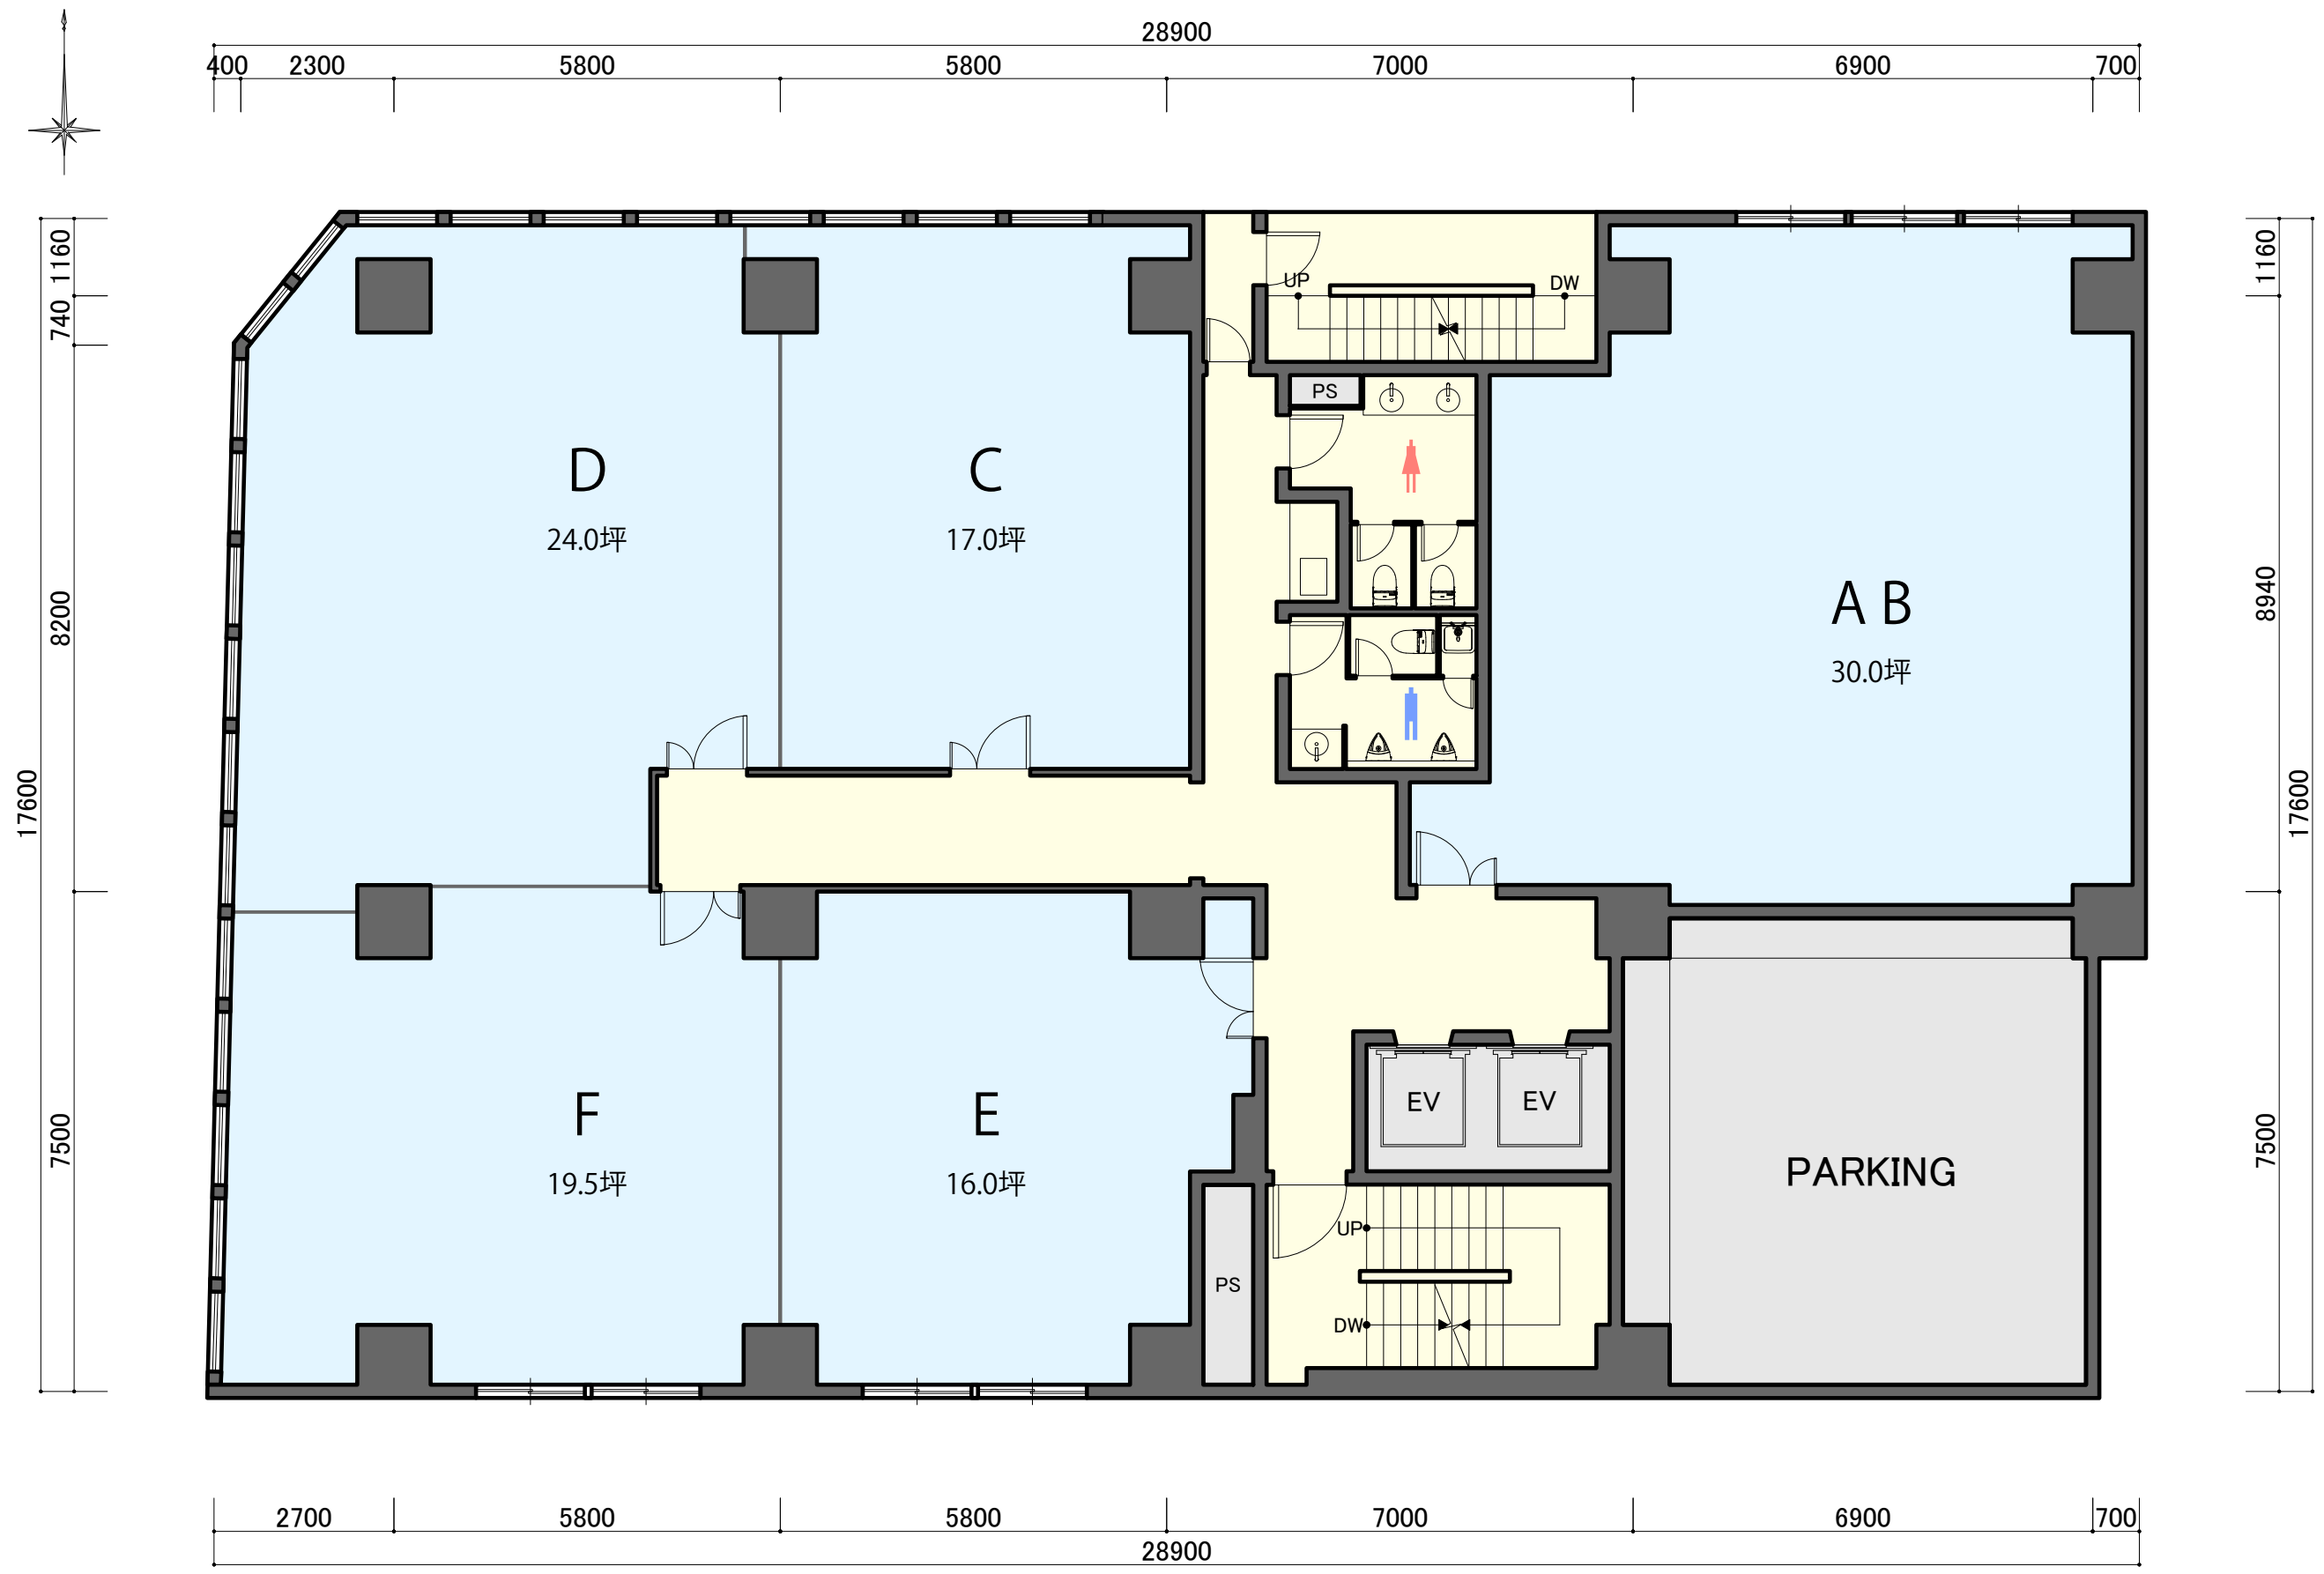 28900
400 2300 5800 5800 7000 6900 700
1160
740
8200
17600
7500
1160
8940
17600
7500
UP
DW
PS
D
24.0坪
C
17.0坪
A B
30.0坪
F
19.5坪
E
16.0坪
EV
EV
PARKING
PS
UP
DW
2700 5800 5800 7000 6900 700
28900